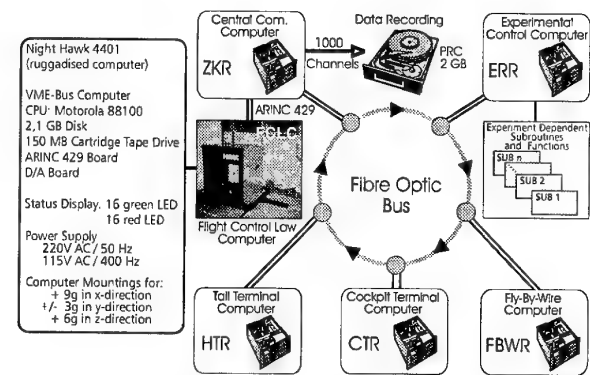 Night Hawk 4401
(ruggadised computer)
VME-Bus Computer
CPU: Motorola 88100
2,1 GB Disk
150 MB Cartridge Tape Drive
ARINC 429 Board
D/A Board
Status Display. 16 green LED
16 red LED
Power Supply
220V AC / 50 Hz
115V AC / 400 Hz
Computer Mountings for:
+ 9g in x-direction
+/- 3g in y-direction
+ 6g in z-direction
Central Com.
Computer
ZKR
1000
Channels
Data Recording
PRC
2 GB
Experimental
Control Computer
ERR
ARINC 429
FCLC
Flight Control Law
Computer
Fibre Optic
Bus
Experiment Dependent
Subroutines
and Functions
SUB n
SUB 2
SUB 1
Tail Terminal
Computer
HTR
Cockpit Terminal
Computer
CTR
Fly-By-Wire
Computer
FBWR